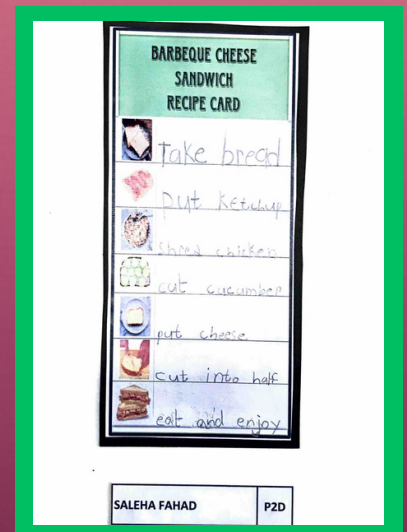 BARBEQUE CHEESE
SANDWICH
RECIPE CARD
Take bread
put ketchup
Shred chicken
cut cucumber
put cheese
cut into half
eat and enjoy
SALEHA FAHAD
P2D